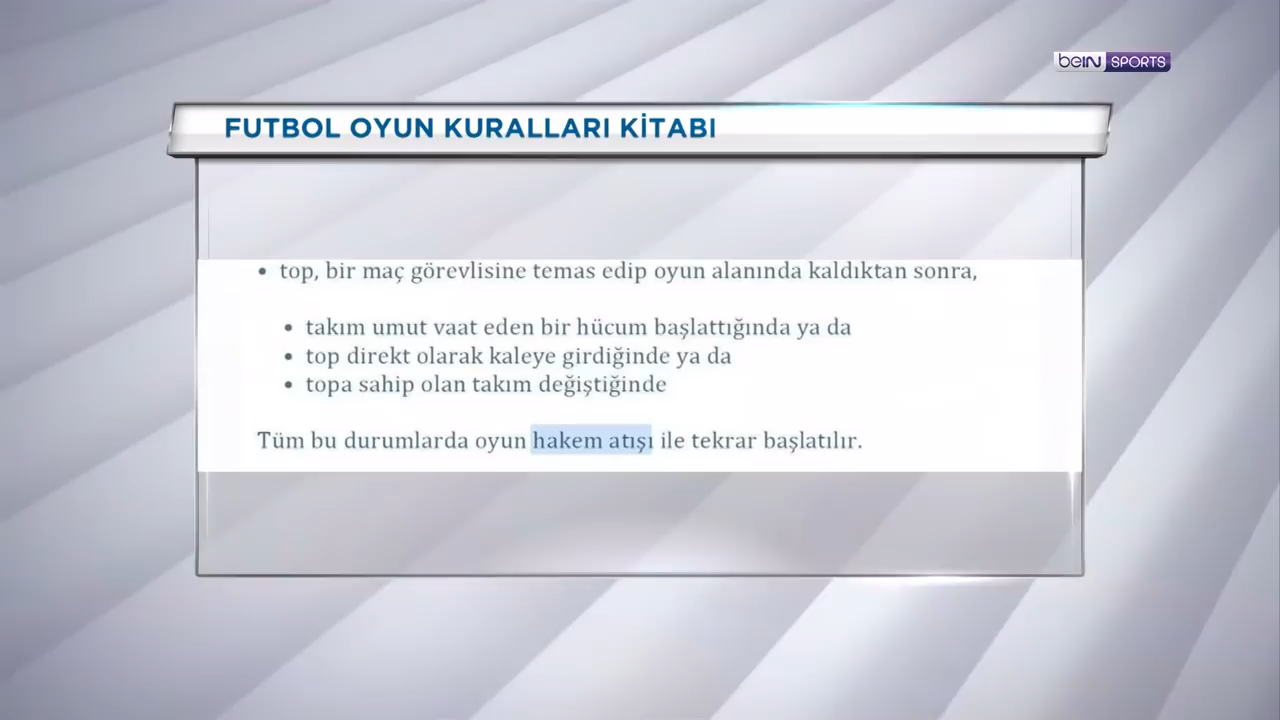 beIN SPORTS
FUTBOL OYUN KURALLARI KİTABI
• top, bir maç görevlisine temas edip oyun alanında kaldıktan sonra,
• takım umut vaat eden bir hücum başlattığında ya da
• top direkt olarak kaleye girdiğinde ya da
• topa sahip olan takım değiştiğinde
Tüm bu durumlarda oyun hakem atışı ile tekrar başlatılır.